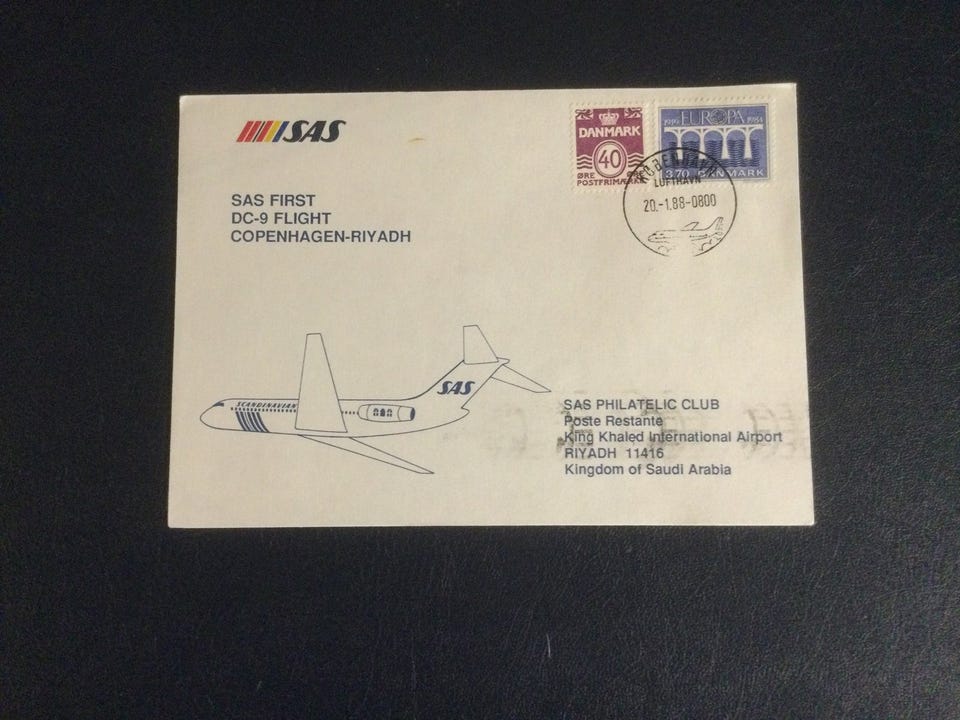 SAS
SAS FIRST
DC-9 FLIGHT
COPENHAGEN-RIYADH
DANMARK
40
ØRE
POSTFRIMÆRKE
1959 EUROPA 1984
370 DANMARK
KØBENHAVN
LUFTHAVN
20.-1.88-0800
SCANDINAVIAN
SAS
SAS PHILATELIC CLUB
Poste Restante
King Khaled International Airport
RIYADH 11416
Kingdom of Saudi Arabia